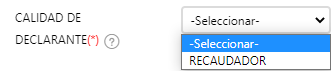 CALIDAD DE
DECLARANTE(*) ?
-Seleccionar-
-Seleccionar-
RECAUDADOR